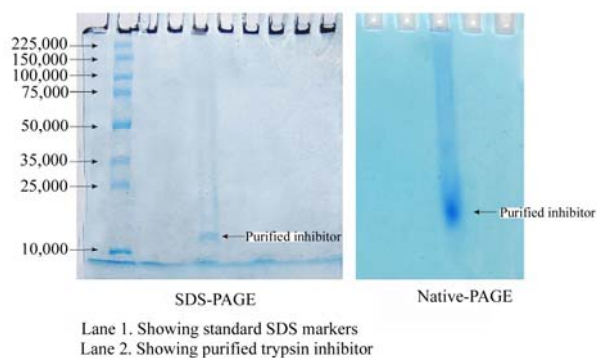 225,000
150,000
100,000
75,000
50,000
35,000
25,000
10,000
Purified inhibitor
Purified inhibitor
SDS-PAGE
Native-PAGE
Lane 1. Showing standard SDS markers
Lane 2. Showing purified trypsin inhibitor